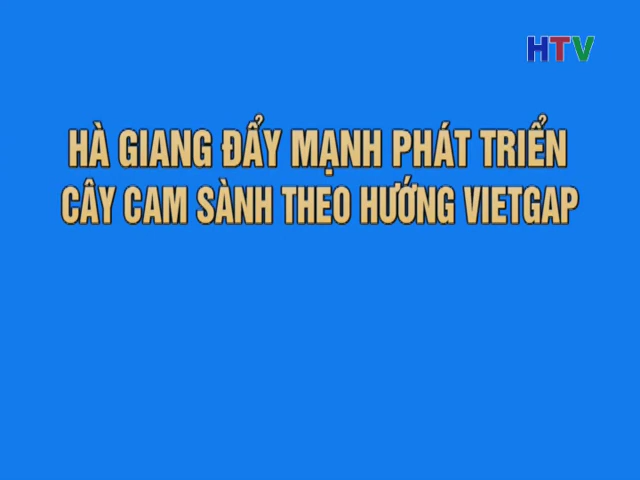 HTV
HÀ GIANG ĐẨY MẠNH PHÁT TRIỂN
CÂY CAM SÀNH THEO HƯỚNG VIETGAP